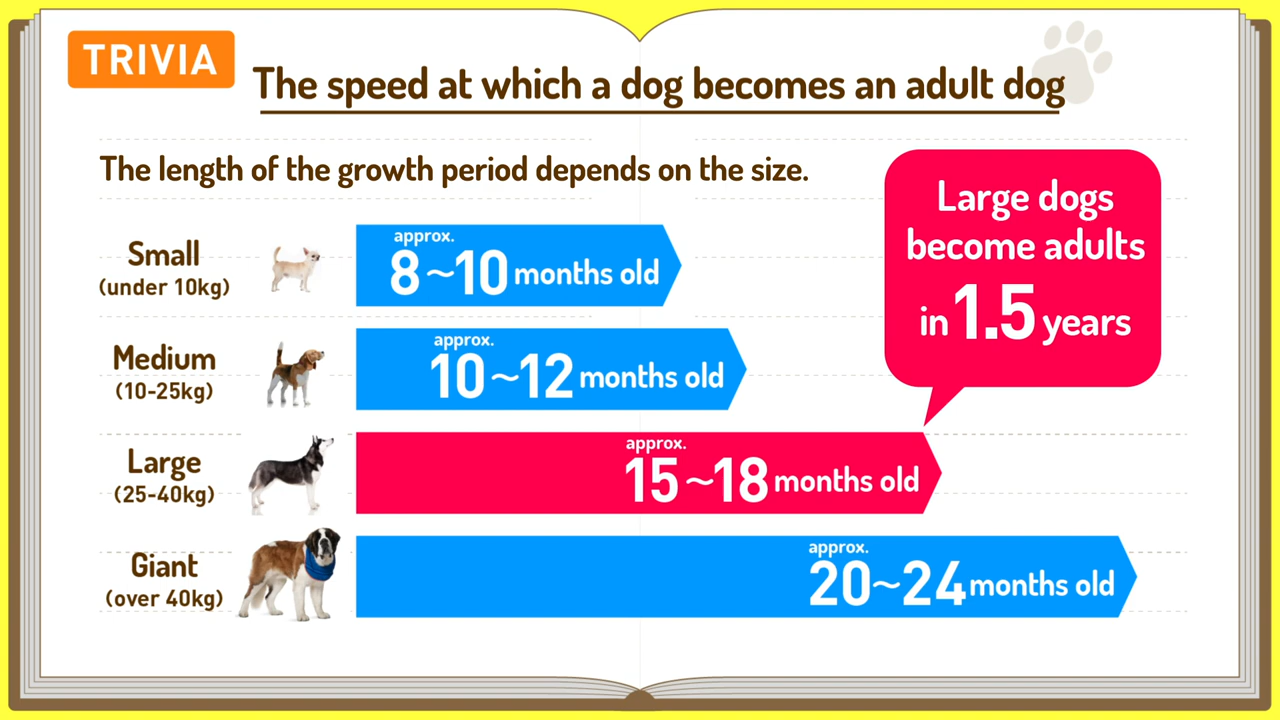 TRIVIA
The speed at which a dog becomes an adult dog
The length of the growth period depends on the size.
Large dogs
become adults
in 1.5 years
Small
(under 10kg)
approx.
8~10 months old
Medium
(10-25kg)
approx.
10~12 months old
Large
(25-40kg)
approx.
15~18 months old
Giant
(over 40kg)
approx.
20~24 months old